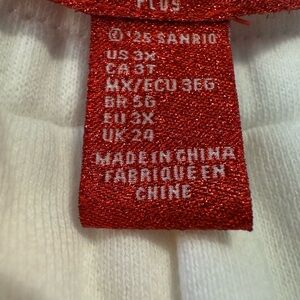 PLUS
© '25 SANRIO
US 3X
CA 3T
MX/ECU 3EG
BR 56
EU 3X
UK 24
MADE IN CHINA
FABRIQUE EN
CHINE